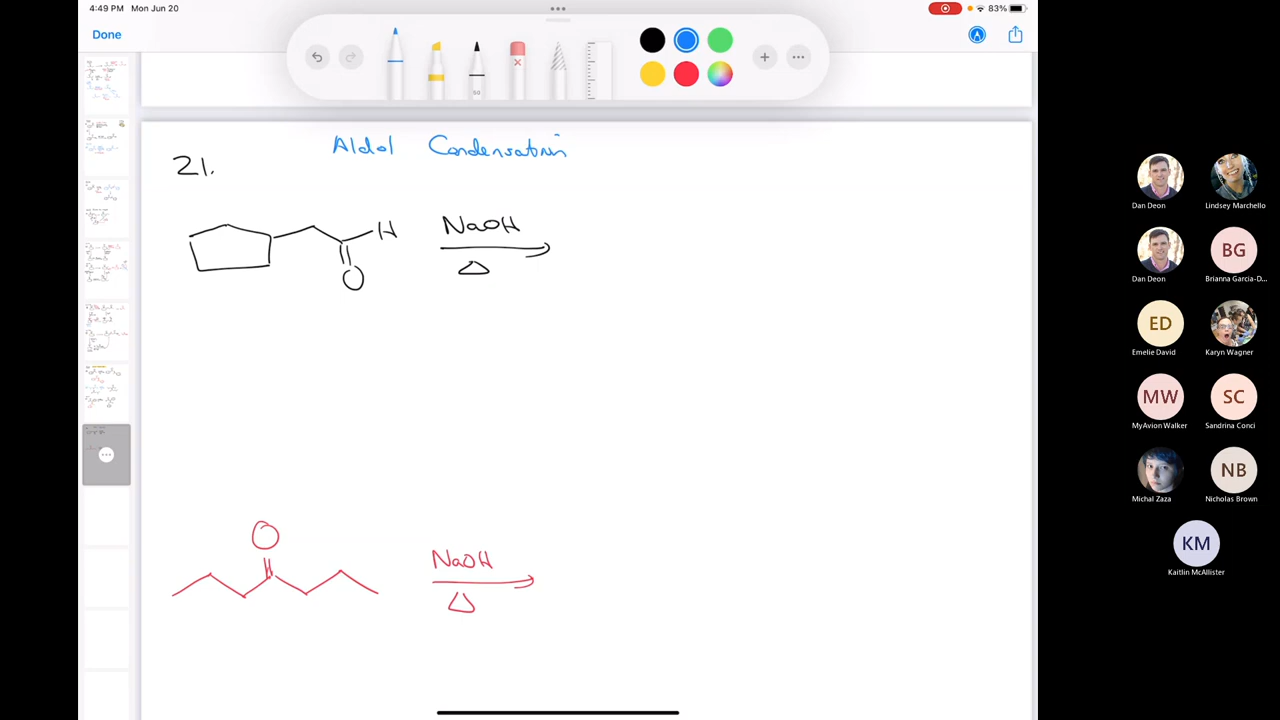 4:49 PM Mon Jun 20
83%
Done
Aldol Condensation
21.
H
O
NaOH
△
O
NaOH
△
Dan Deon
Lindsey Marchello
BG
Dan Deon
Brianna Garcia-D...
ED
Emelie David
Karyn Wagner
MW
SC
MyAvion Walker
Sandrina Conci
NB
Michal Zaza
Nicholas Brown
KM
Kaitlin McAllister